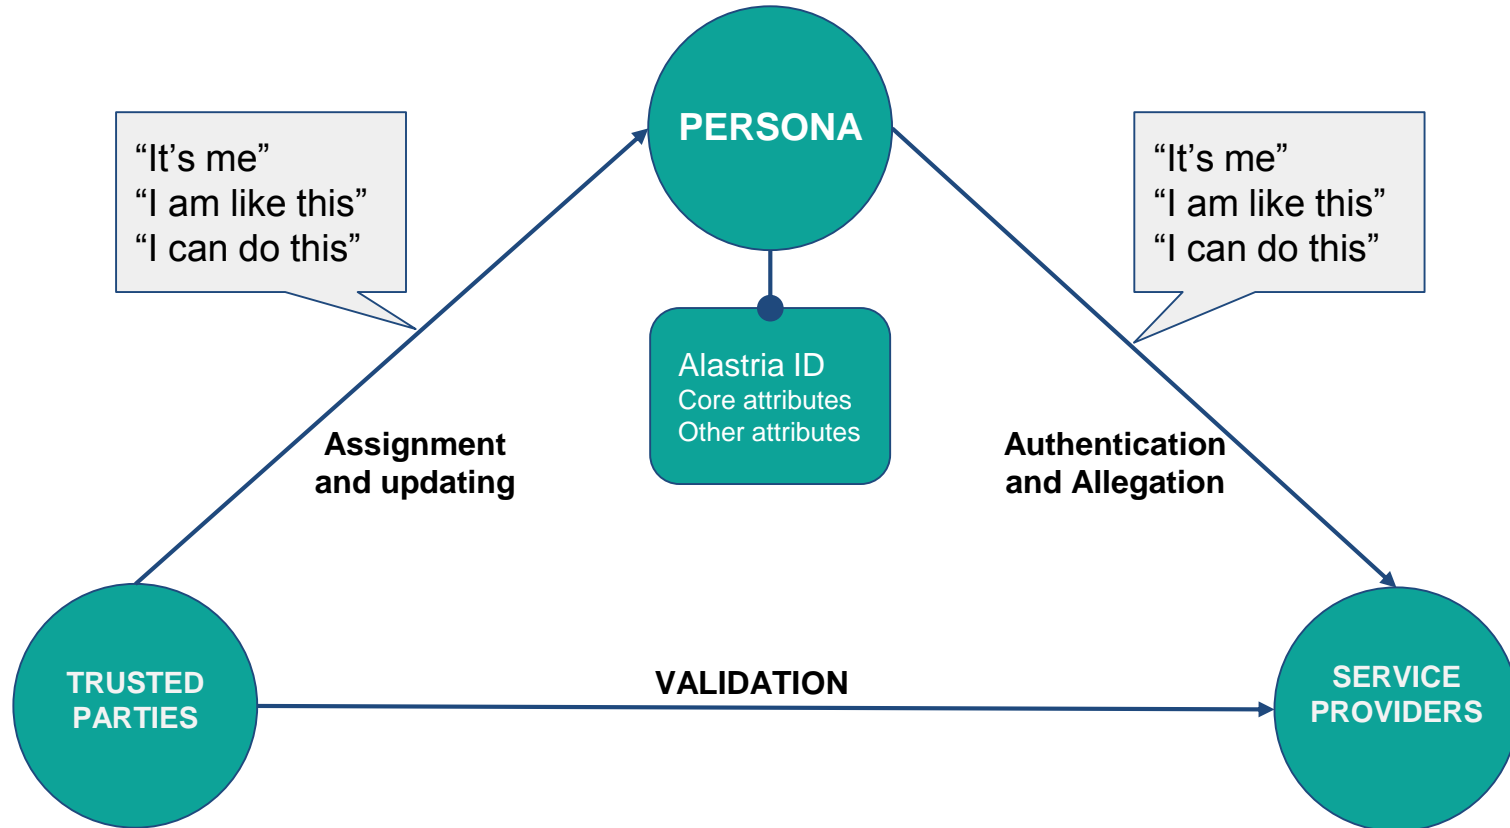 PERSONA
“It’s me”
“I am like this”
“I can do this”
“It’s me”
“I am like this”
“I can do this”
Alastria ID
Core attributes
Other attributes
Assignment
and updating
Authentication
and Allegation
TRUSTED
PARTIES
VALIDATION
SERVICE
PROVIDERS